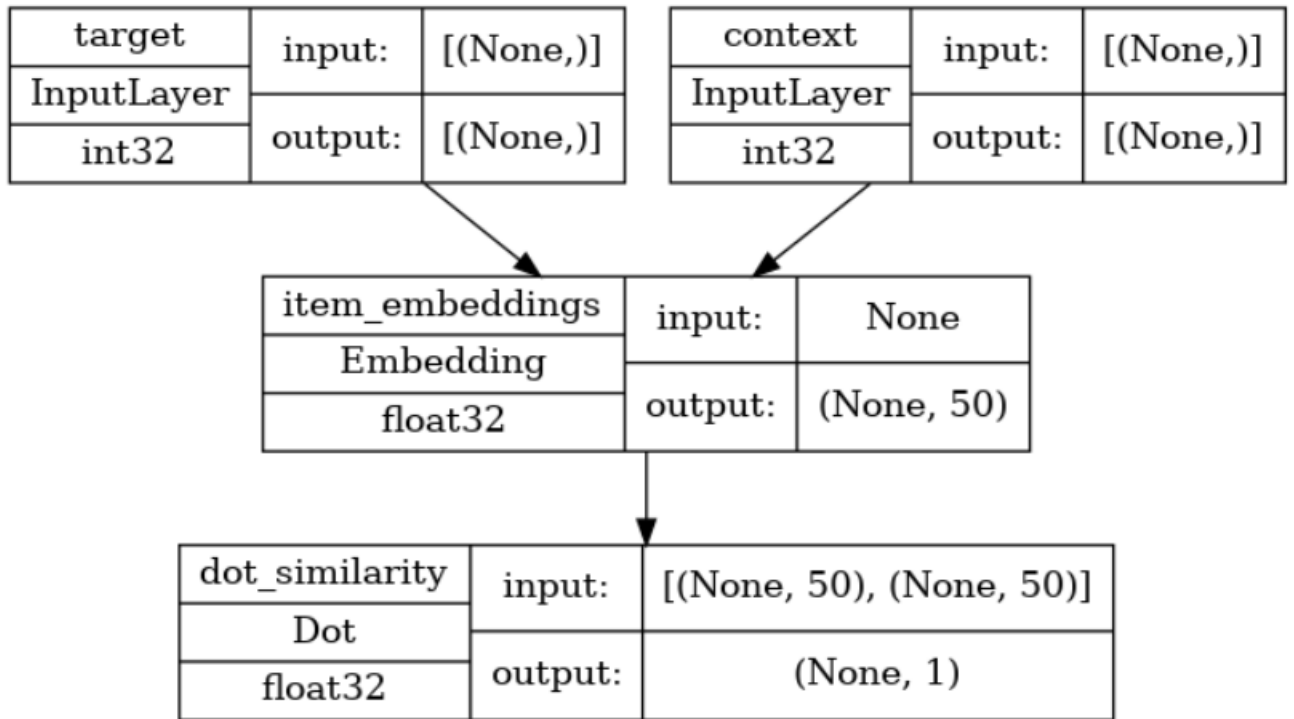 target
InputLayer
int32
input:
[(None,)]
output:
[(None,)]
context
InputLayer
int32
input:
[(None,)]
output:
[(None,)]
item_embeddings
Embedding
float32
input:
None
output:
(None, 50)
dot_similarity
Dot
float32
input:
[(None, 50), (None, 50)]
output:
(None, 1)